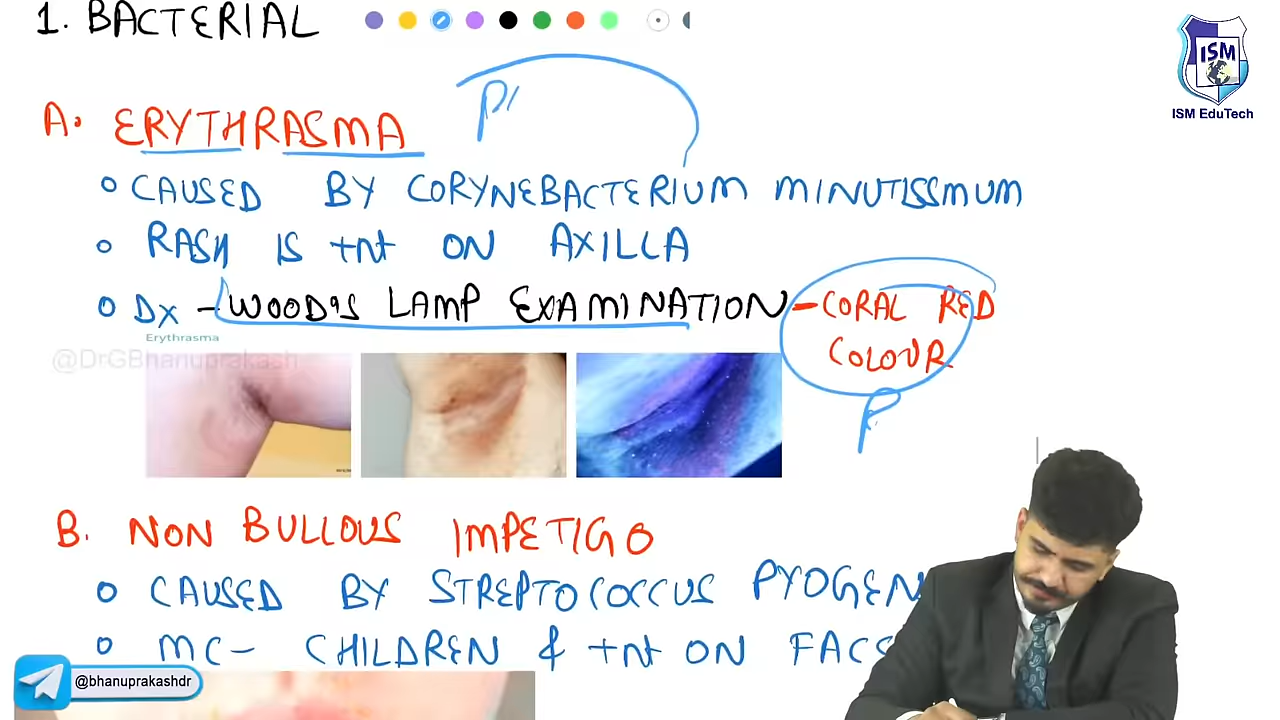 1. BACTERIAL
ISM
ISM EduTech
A. ERYTHRASMA
CAUSED BY CORYNEBACTERIUM MINUTISSMUM
RASH IS +nt ON AXILLA
DX - WOOD'S LAMP EXAMINATION - CORAL RED
COLOUR
Erythrasma
@DrGBhanuprakash
P
B. NON BULLOUS IMPETIGO
CAUSED BY STREPTOCOCCUS PYOGEN
MC - CHILDREN & +nt ON FACE
@bhanuprakashdr